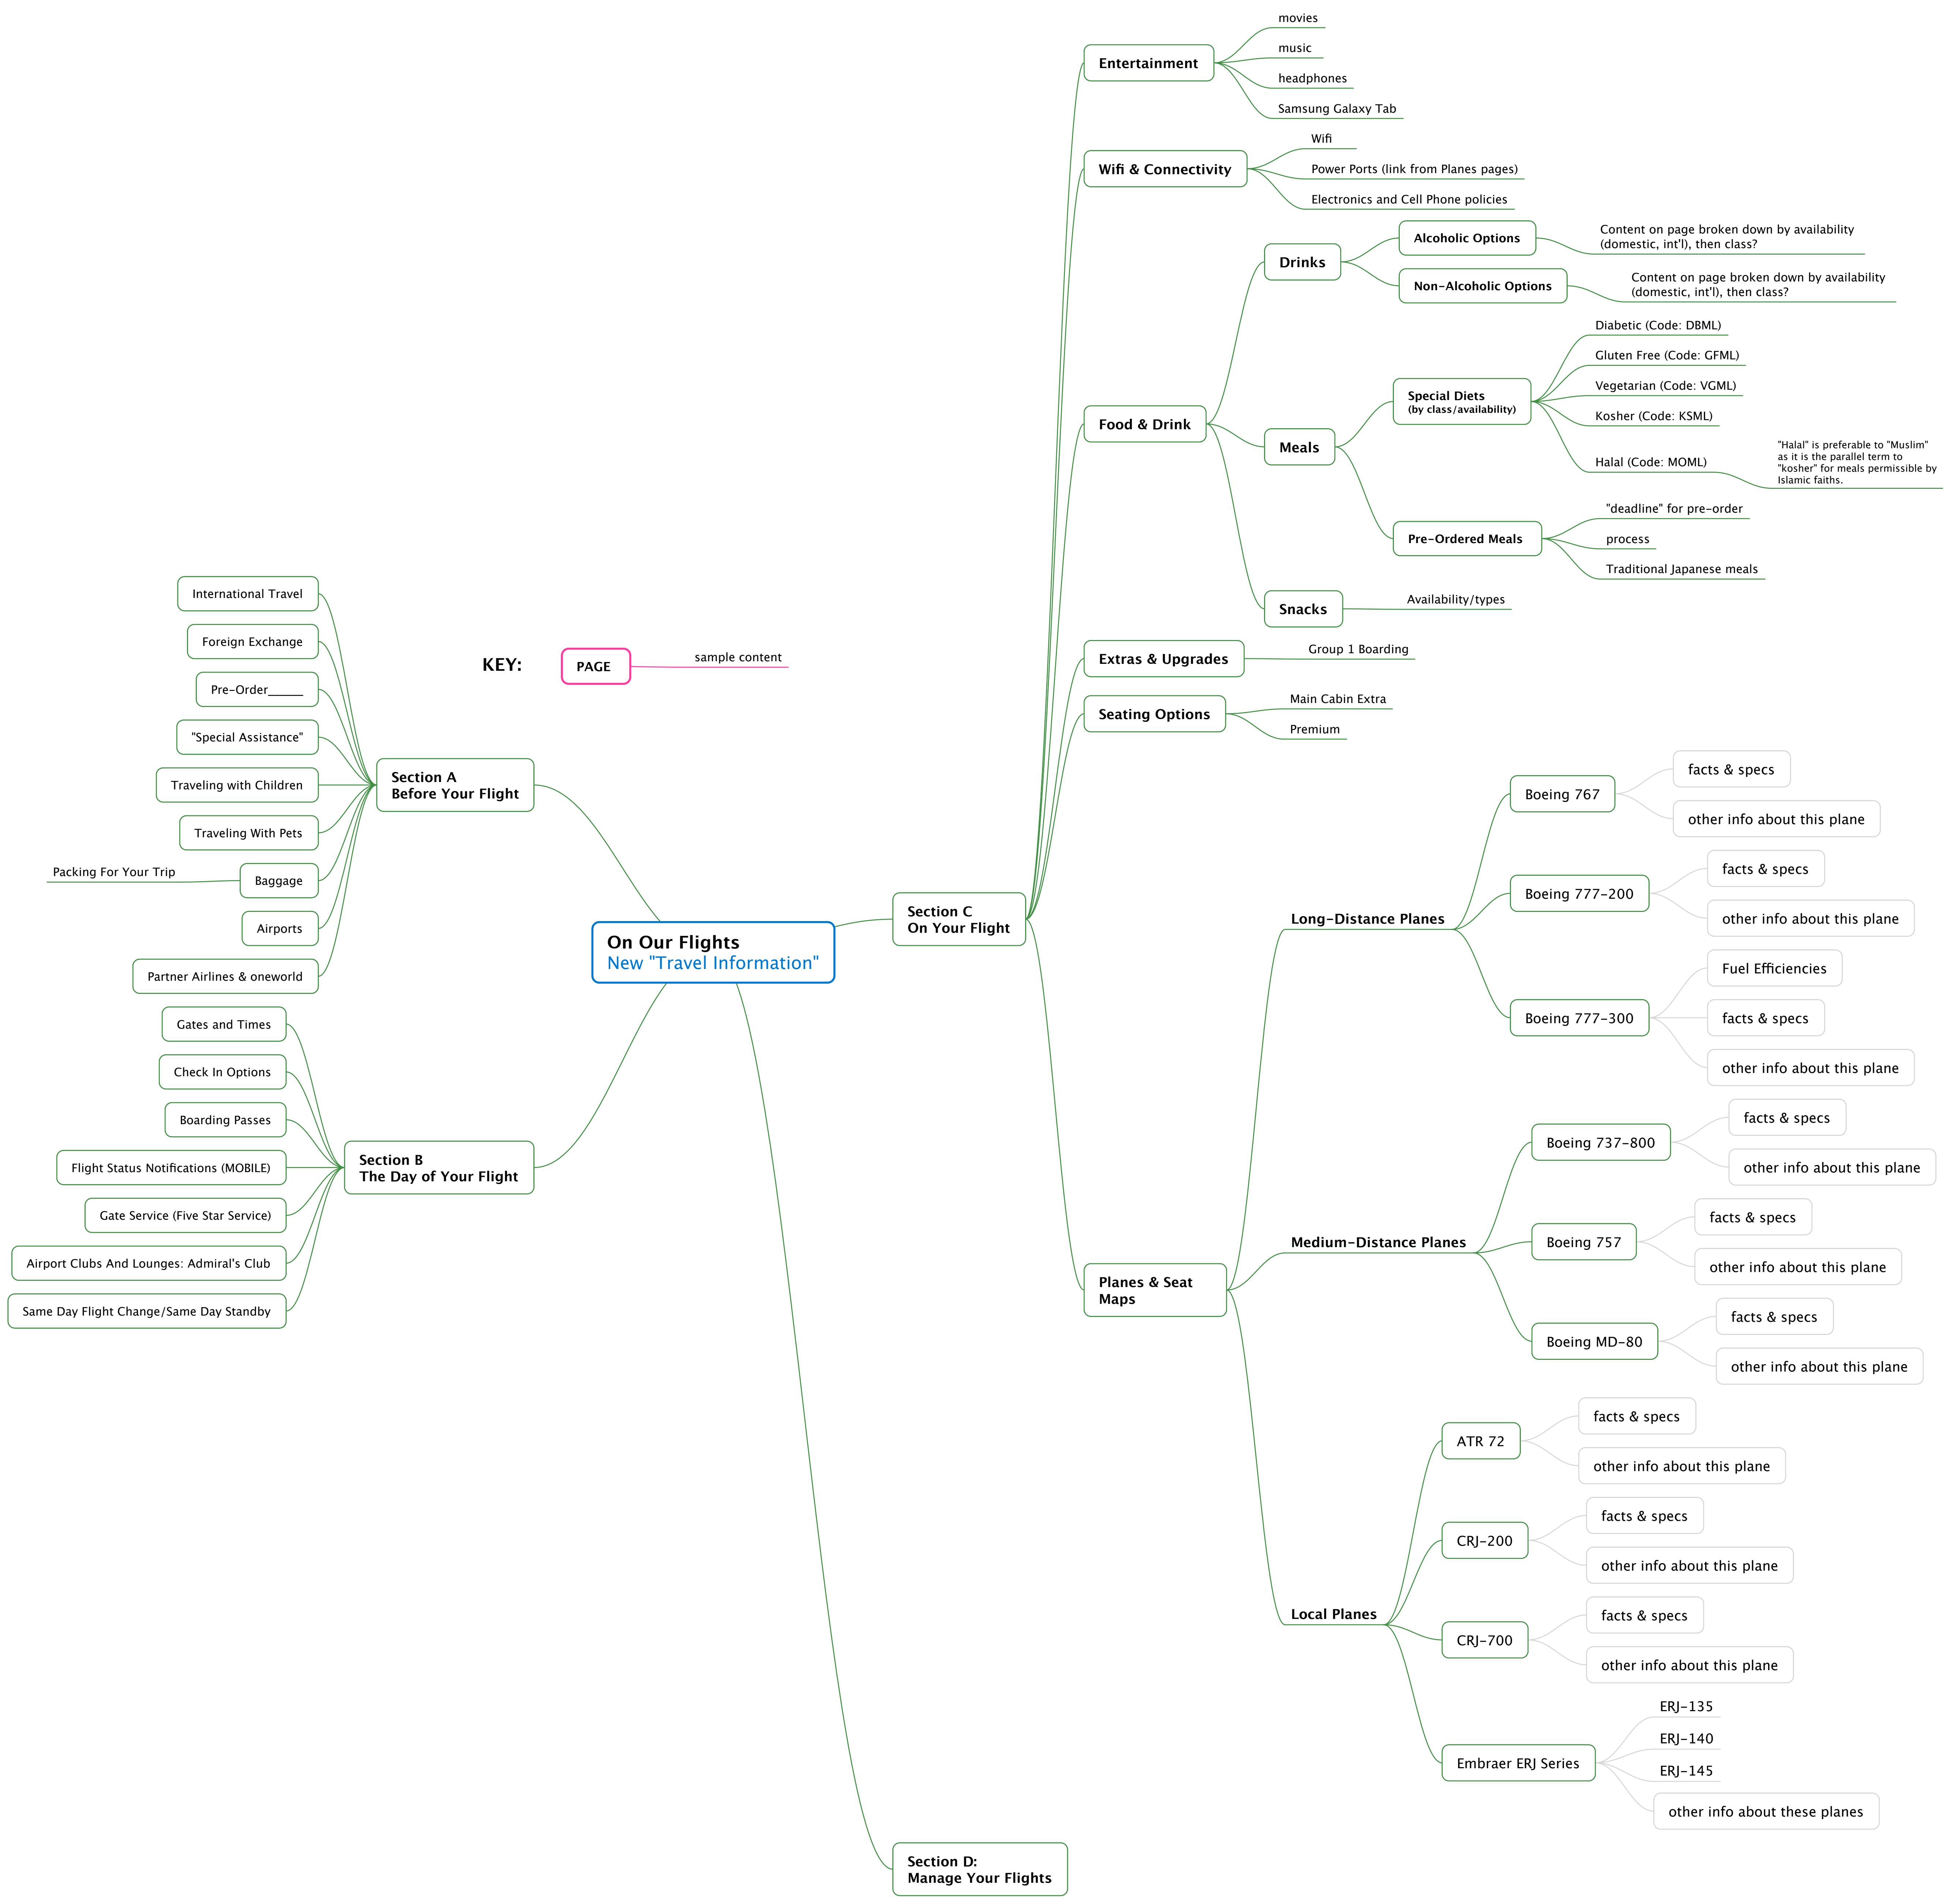 On Our Flights
New "Travel Information"
KEY:
PAGE
sample content
Section A
Before Your Flight
International Travel
Foreign Exchange
Pre-Order______
"Special Assistance"
Traveling with Children
Traveling With Pets
Baggage
Packing For Your Trip
Airports
Partner Airlines & oneworld
Section B
The Day of Your Flight
Gates and Times
Check In Options
Boarding Passes
Flight Status Notifications (MOBILE)
Gate Service (Five Star Service)
Airport Clubs And Lounges: Admiral's Club
Same Day Flight Change/Same Day Standby
Section C
On Your Flight
Entertainment
movies
music
headphones
Samsung Galaxy Tab
Wifi & Connectivity
Wifi
Power Ports (link from Planes pages)
Electronics and Cell Phone policies
Food & Drink
Drinks
Alcoholic Options
Content on page broken down by availability
(domestic, int'l), then class?
Non-Alcoholic Options
Content on page broken down by availability
(domestic, int'l), then class?
Meals
Special Diets
(by class/availability)
Diabetic (Code: DBML)
Gluten Free (Code: GFML)
Vegetarian (Code: VGML)
Kosher (Code: KSML)
Halal (Code: MOML)
"Halal" is preferable to "Muslim"
as it is the parallel term to
"kosher" for meals permissible by
Islamic faiths.
Pre-Ordered Meals
"deadline" for pre-order
process
Traditional Japanese meals
Snacks
Availability/types
Extras & Upgrades
Group 1 Boarding
Seating Options
Main Cabin Extra
Premium
Planes & Seat
Maps
Long-Distance Planes
Boeing 767
facts & specs
other info about this plane
Boeing 777-200
facts & specs
other info about this plane
Boeing 777-300
Fuel Efficiencies
facts & specs
other info about this plane
Medium-Distance Planes
Boeing 737-800
facts & specs
other info about this plane
Boeing 757
facts & specs
other info about this plane
Boeing MD-80
facts & specs
other info about this plane
Local Planes
ATR 72
facts & specs
other info about this plane
CRJ-200
facts & specs
other info about this plane
CRJ-700
facts & specs
other info about this plane
Embraer ERJ Series
ERJ-135
ERJ-140
ERJ-145
other info about these planes
Section D:
Manage Your Flights